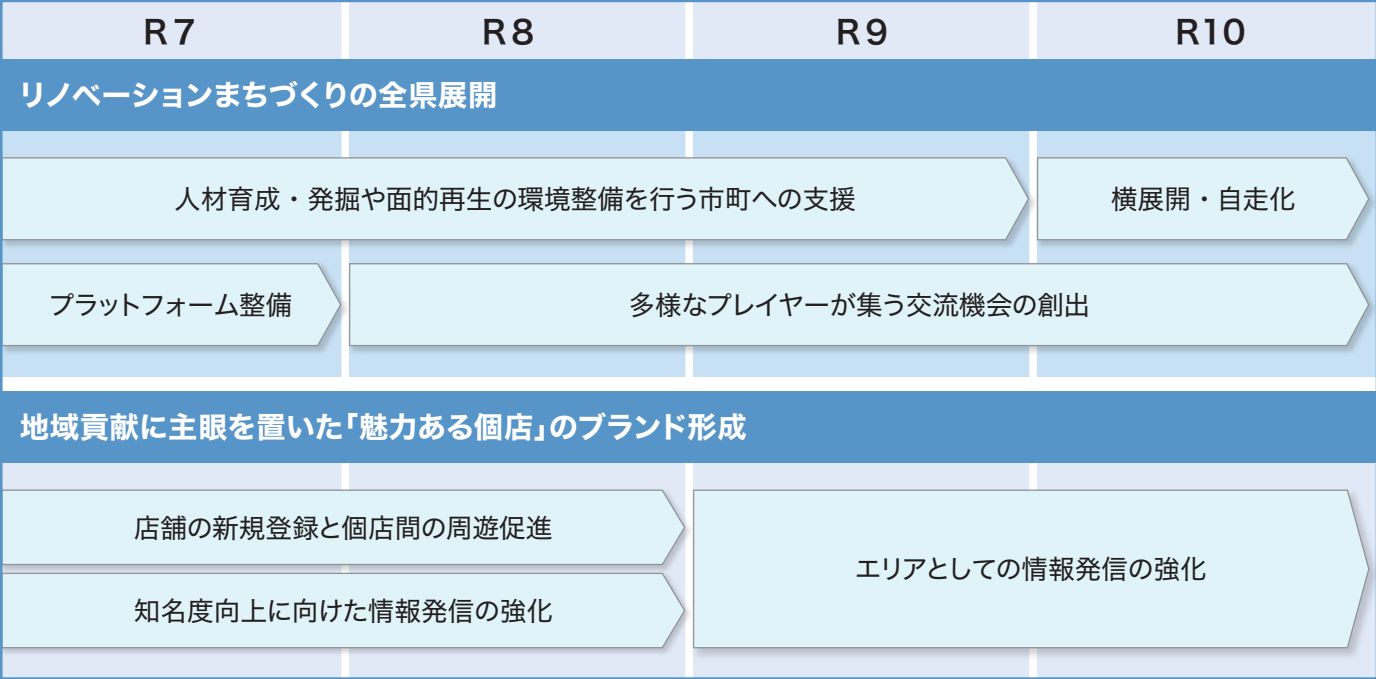 R7 R8 R9 R10
リノベーションまちづくりの全県展開
人材育成・発掘や面的再生の環境整備を行う市町への支援
横展開・自走化
プラットフォーム整備
多様なプレイヤーが集う交流機会の創出
地域貢献に主眼を置いた「魅力ある個店」のブランド形成
店舗の新規登録と個店間の周遊促進
知名度向上に向けた情報発信の強化
エリアとしての情報発信の強化